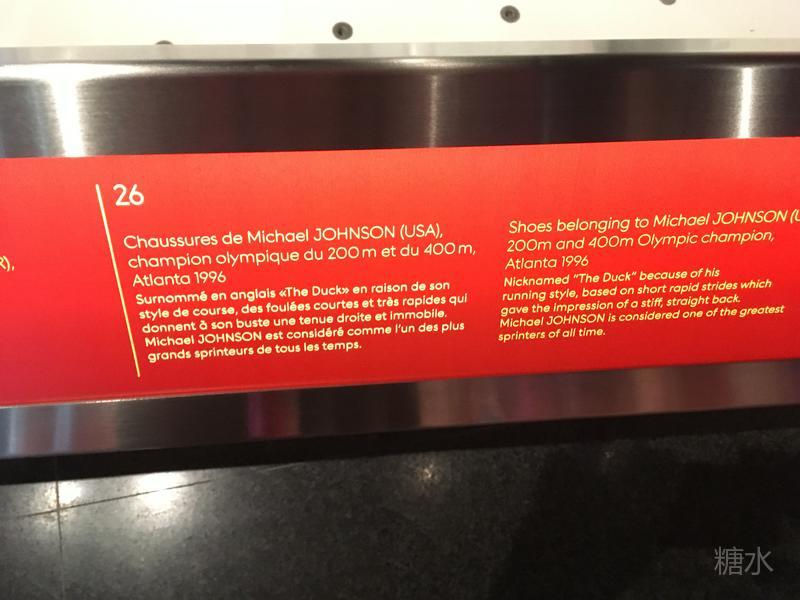 26
Chaussures de Michael JOHNSON (USA),
champion olympique du 200 m et du 400 m,
Atlanta 1996
Surnommé en anglais «The Duck» en raison de son
style de course, des foulées courtes et très rapides qui
donnent à son buste une tenue droite et immobile.
Michael JOHNSON est considéré comme l'un des plus
grands sprinteurs de tous les temps.
Shoes belonging to Michael JOHNSON (U
200m and 400m Olympic champion,
Atlanta 1996
Nicknamed "The Duck" because of his
running style, based on short rapid strides which
gave the impression of a stiff, straight back.
Michael JOHNSON is considered one of the greatest
sprinters of all time.
R),
糖水